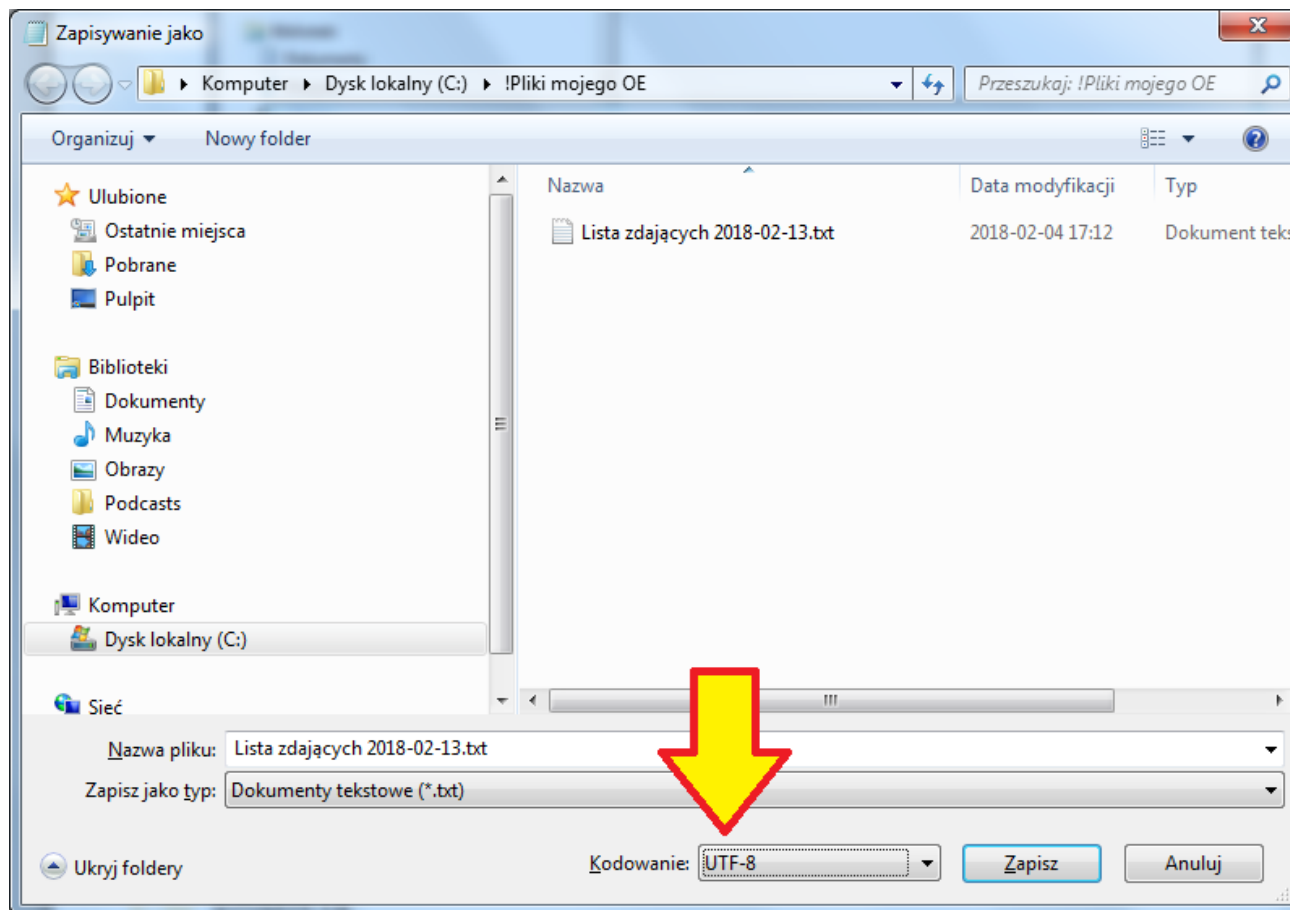 Zapisywanie jako
Komputer Dysk lokalny (C:) !Pliki mojego OE Przeszukaj: !Pliki mojego OE
Organizuj Nowy folder
Nazwa Data modyfikacji Typ
Lista zdających 2018-02-13.txt 2018-02-04 17:12 Dokument teks
Ulubione
Ostatnie miejsca
Pobrane
Pulpit
Biblioteki
Dokumenty
Muzyka
Obrazy
Podcasts
Wideo
Komputer
Dysk lokalny (C:)
Sieć
Nazwa pliku: Lista zdających 2018-02-13.txt
Zapisz jako typ: Dokumenty tekstowe (*.txt)
Ukryj foldery Kodowanie: UTF-8 Zapisz Anuluj